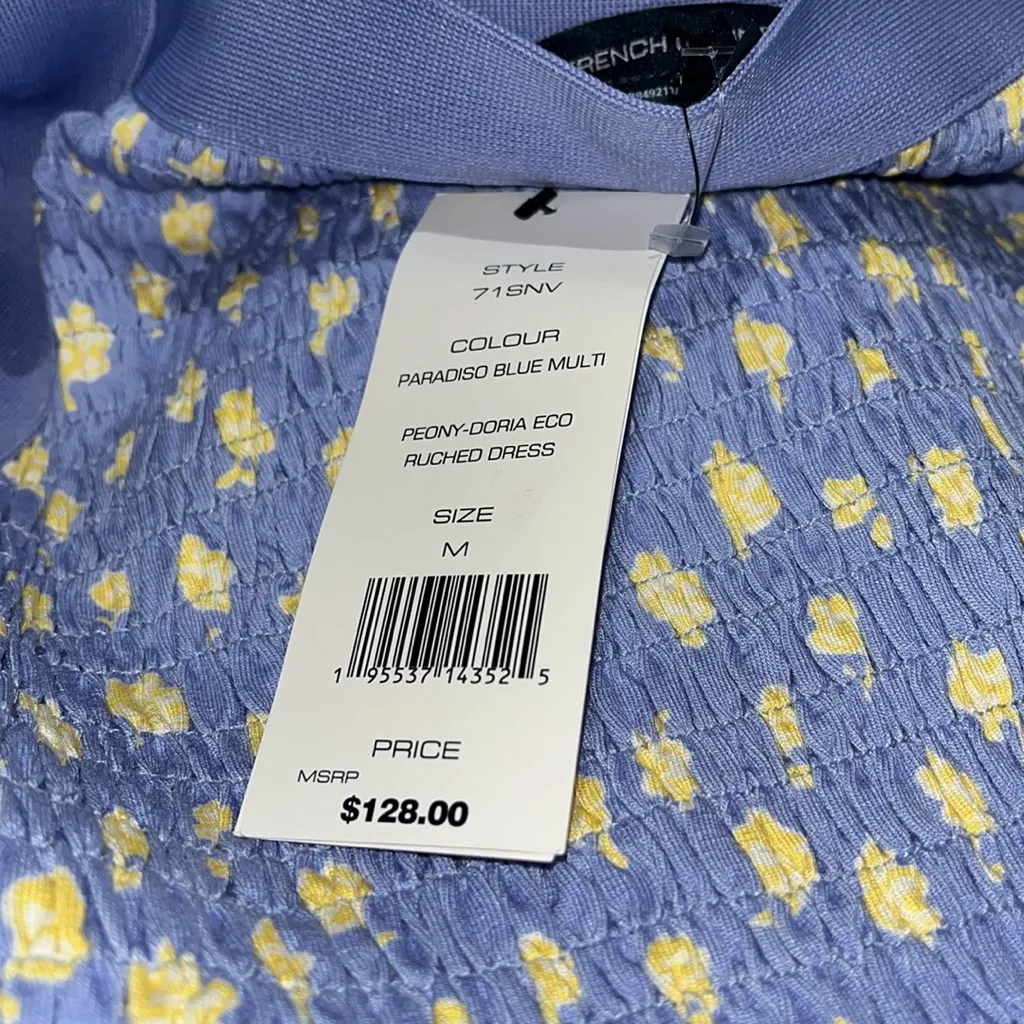 FRENCH
STYLE
71SNV
COLOUR
PARADISO BLUE MULTI
PEONY-DORIA ECO
RUCHED DRESS
SIZE
M
1 95537 14352 5
PRICE
MSRP
$128.00